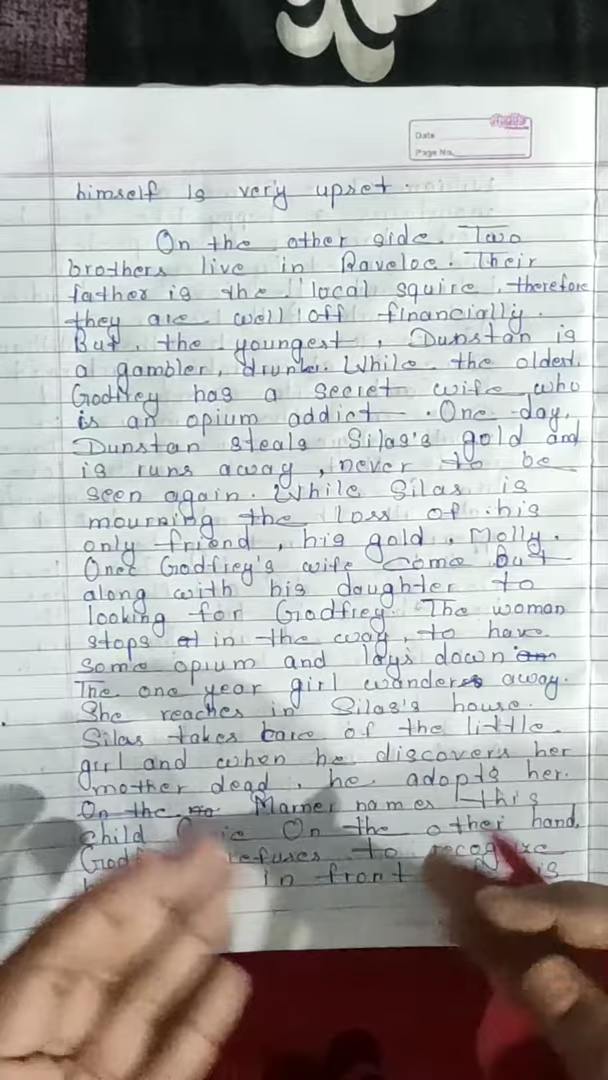 Date
Page No.
himself is very upset.
On the other side. Two
brothers live in Raveloe. Their
father is the local squire, therefore
they are well off financially.
But, the youngest, Dunstan is
a gambler, While the oldest.
Godfrey has a secret wife who
is an opium addict. One day,
Dunstan steals Silas's gold and
is runs away, never to be
seen again. While Silas is
mourning the loss of his
only friend, his gold, Molly.
Once Godfrey's wife come out
along with his daughter to
looking for Godfrey. The woman
stops in the way, to have
some opium and lays down
The one year girl wanders away.
She reaches in Silas's house.
Silas takes care of the little
girl and when he discovers her
mother dead, he adopts her.
On the Marner names this
child On the other hand,
refuses to
in front is